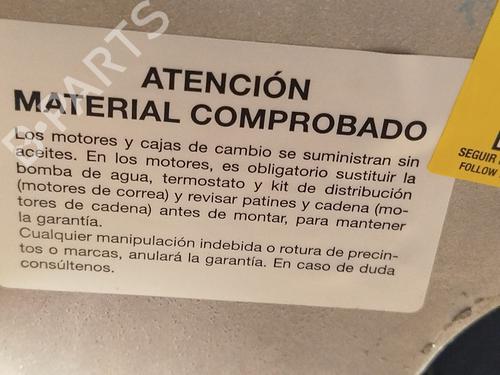 B-PARTS
ATENCIÓN
MATERIAL COMPROBADO
Los motores y cajas de cambio se suministran sin
aceites. En los motores, es obligatorio sustituir la
bomba de agua, termostato y kit de distribución
(motores de correa) y revisar patines y cadena (mo-
tores de cadena) antes de montar, para mantener
la garantía.
Cualquier manipulación indebida o rotura de precin-
tos o marcas, anulará la garantía. En caso de duda
consúltenos.
SEGUIR
FOLLOW